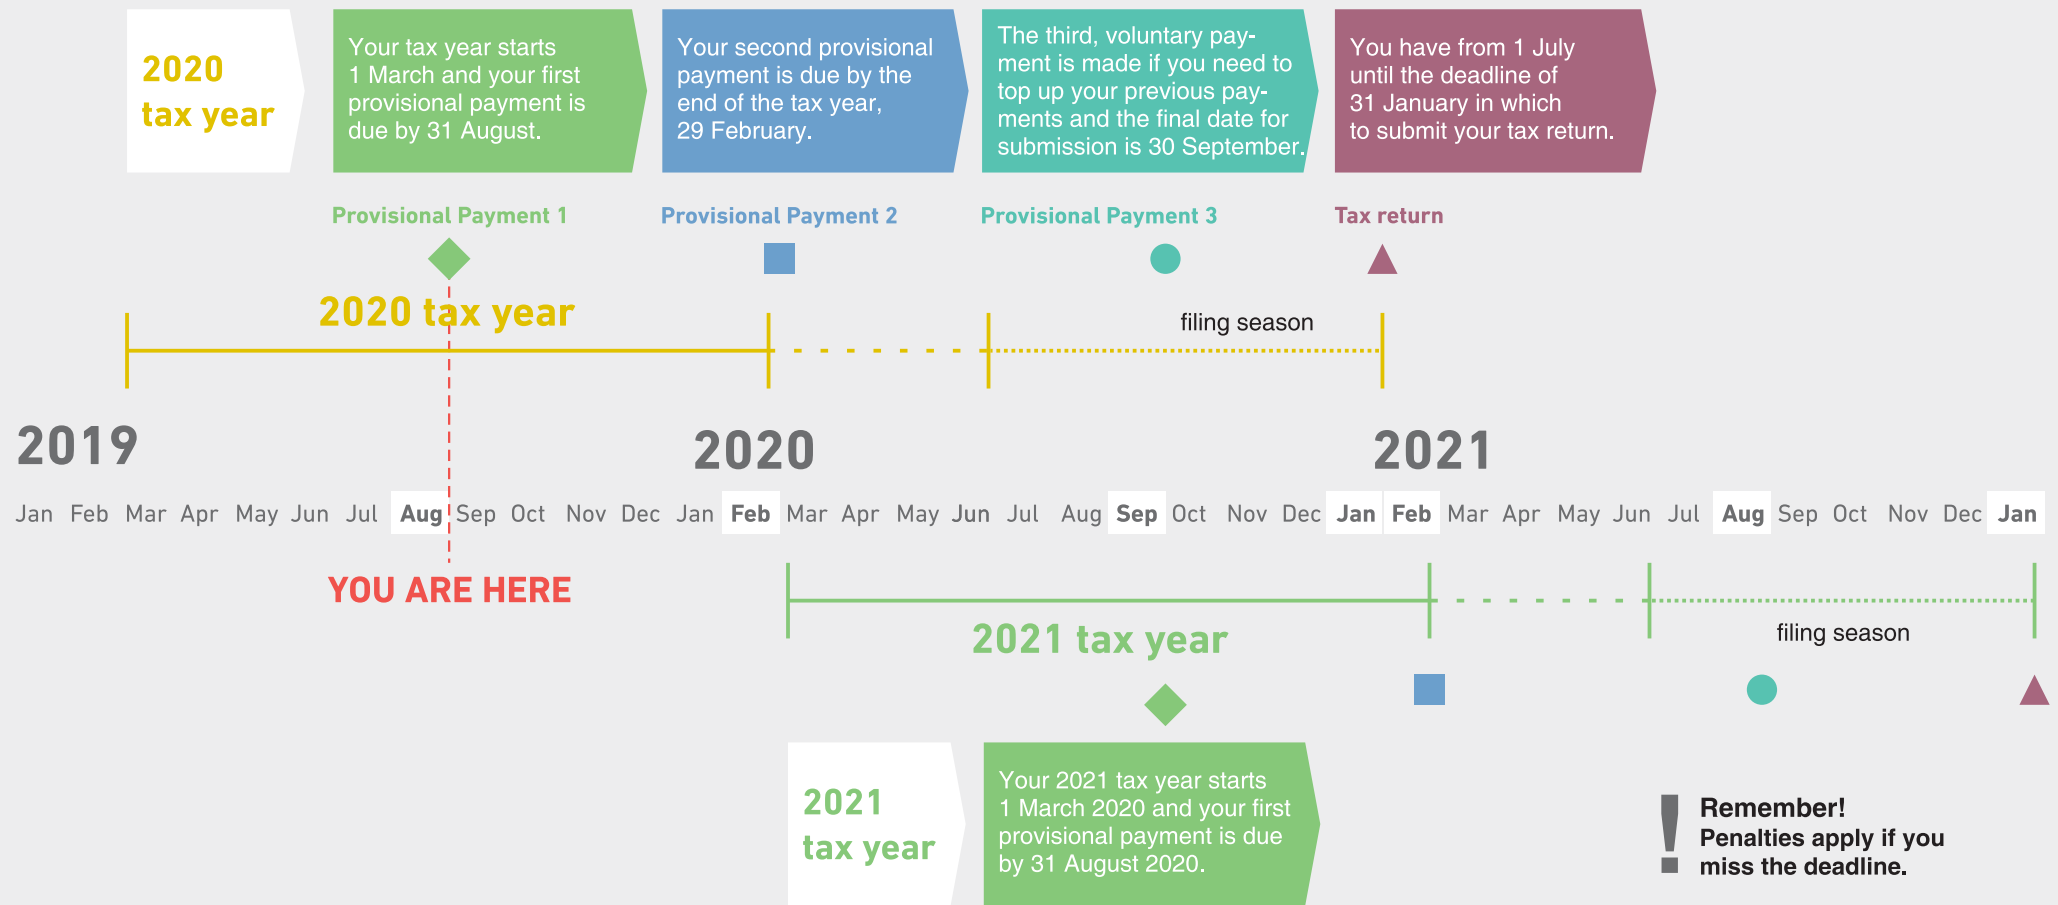 2020
tax year
Your tax year starts
1 March and your first
provisional payment is
due by 31 August.
Your second provisional
payment is due by the
end of the tax year,
29 February.
The third, voluntary pay-
ment is made if you need to
top up your previous pay-
ments and the final date for
submission is 30 September.
You have from 1 July
until the deadline of
31 January in which
to submit your tax return.
Provisional Payment 1
Provisional Payment 2
Provisional Payment 3
Tax return
2020 tax year
filing season
2019
2020
2021
Jan Feb Mar Apr May Jun Jul Aug Sep Oct Nov Dec Jan Feb Mar Apr May Jun Jul Aug Sep Oct Nov Dec Jan Feb Mar Apr May Jun Jul Aug Sep Oct Nov Dec Jan
YOU ARE HERE
2021 tax year
filing season
2021
tax year
Your 2021 tax year starts
1 March 2020 and your first
provisional payment is due
by 31 August 2020.
! Remember!
Penalties apply if you
miss the deadline.